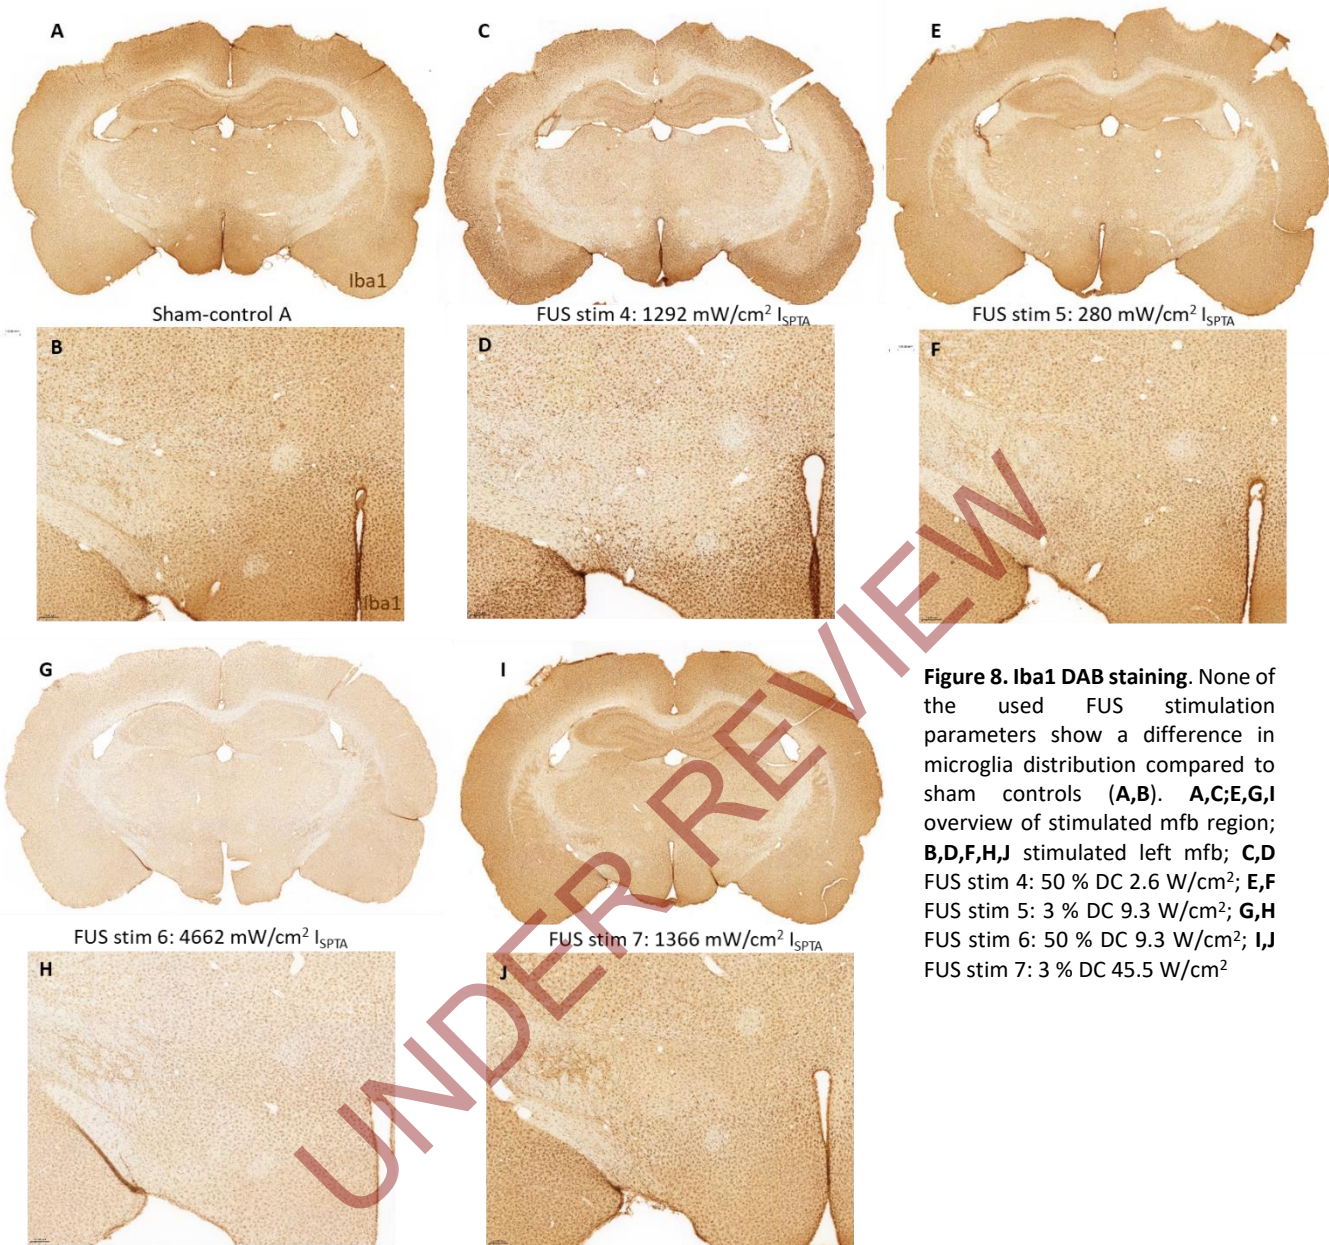 A
C
E
Iba1
Sham-control A
FUS stim 4: 1292 mW/cm² I_SPTA
FUS stim 5: 280 mW/cm² I_SPTA
B
D
F
Iba1
G
I
FUS stim 6: 4662 mW/cm² I_SPTA
FUS stim 7: 1366 mW/cm² I_SPTA
H
J
Figure 8. Iba1 DAB staining. None of
the used FUS stimulation
parameters show a difference in
microglia distribution compared to
sham controls (A,B). A,C;E,G,I
overview of stimulated mfb region;
B,D,F,H,J stimulated left mfb; C,D
FUS stim 4: 50 % DC 2.6 W/cm²; E,F
FUS stim 5: 3 % DC 9.3 W/cm²; G,H
FUS stim 6: 50 % DC 9.3 W/cm²; I,J
FUS stim 7: 3 % DC 45.5 W/cm²
UNDER REVIEW